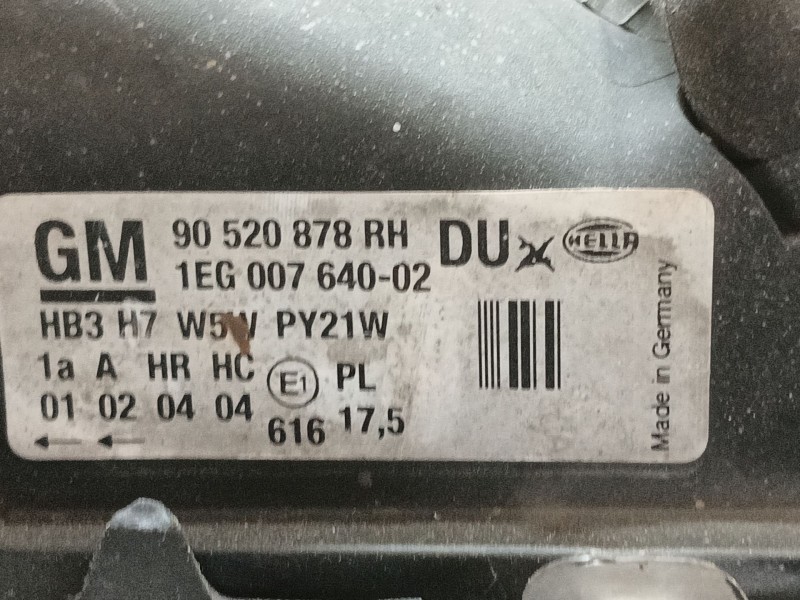 GM 90 520 878 RH DU HELLA
1EG 007 640-02
HB3 H7 W5W PY21W
1a A HR HC E1 PL
01 02 04 04 616 17,5
Made in Germany